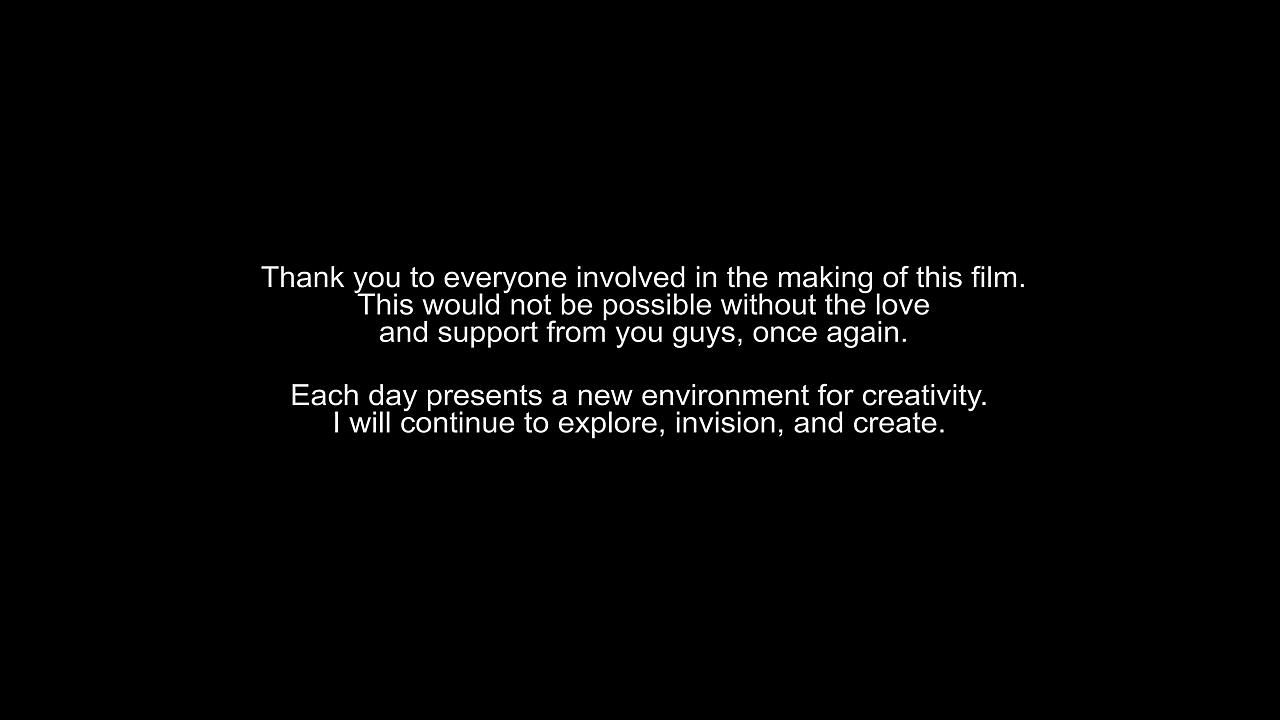 Thank you to everyone involved in the making of this film.
This would not be possible without the love
and support from you guys, once again.
Each day presents a new environment for creativity.
I will continue to explore, invision, and create.